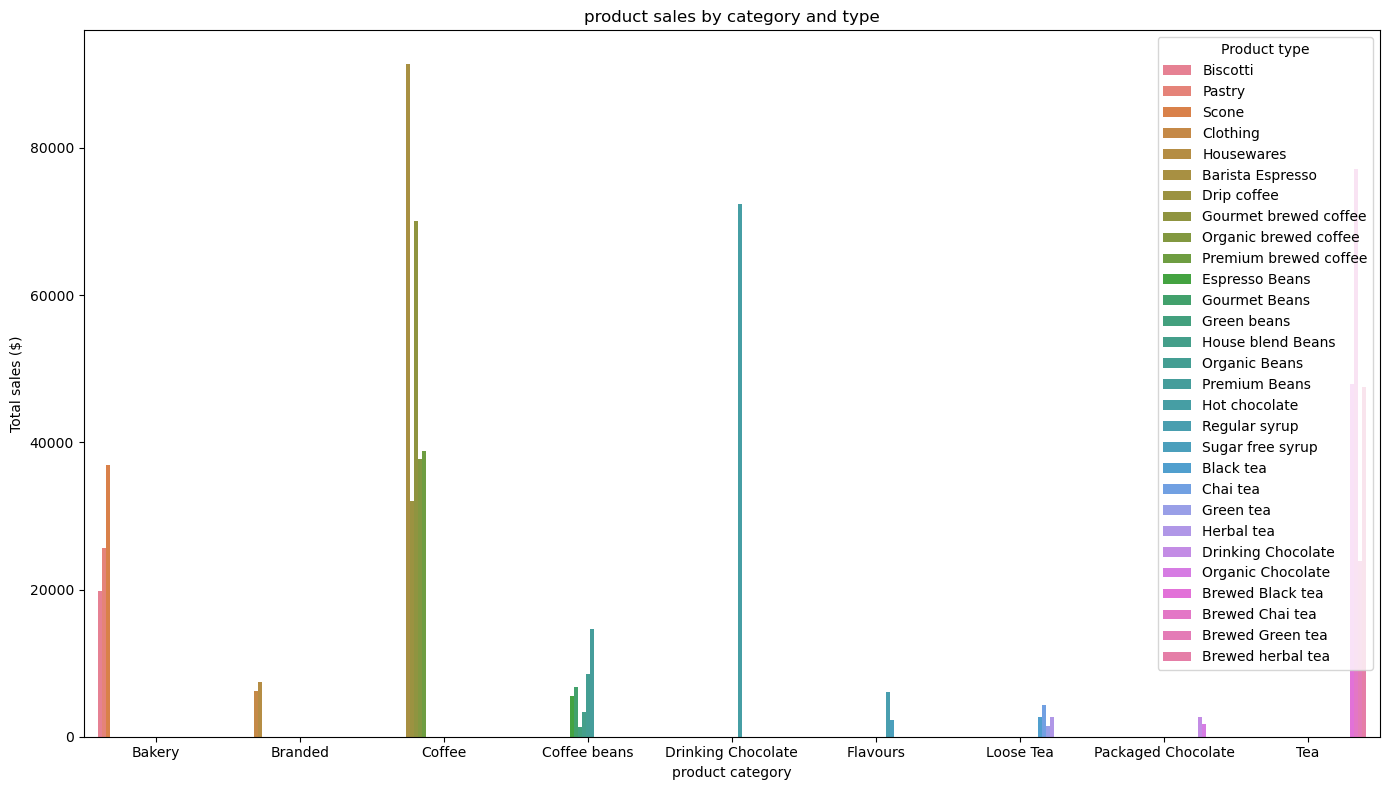 product sales by category and type
Total sales ($)
80000
60000
40000
20000
0
Bakery
Branded
Coffee
Coffee beans
Drinking Chocolate
Flavours
Loose Tea
Packaged Chocolate
Tea
product category
Product type
Biscotti
Pastry
Scone
Clothing
Housewares
Barista Espresso
Drip coffee
Gourmet brewed coffee
Organic brewed coffee
Premium brewed coffee
Espresso Beans
Gourmet Beans
Green beans
House blend Beans
Organic Beans
Premium Beans
Hot chocolate
Regular syrup
Sugar free syrup
Black tea
Chai tea
Green tea
Herbal tea
Drinking Chocolate
Organic Chocolate
Brewed Black tea
Brewed Chai tea
Brewed Green tea
Brewed herbal tea